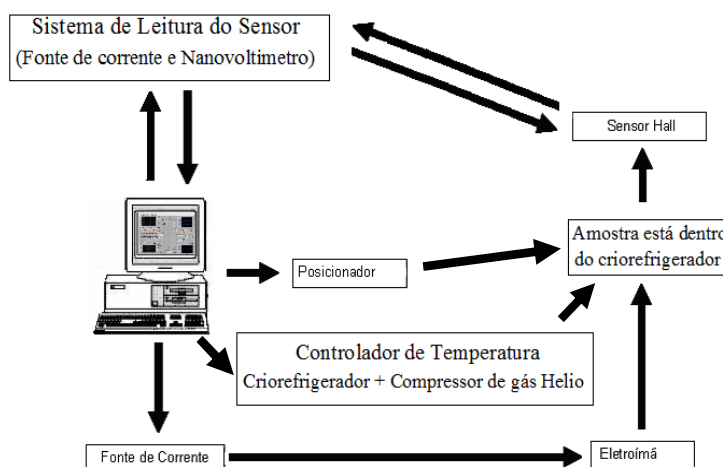 Sistema de Leitura do Sensor
(Fonte de corrente e Nanovoltimetro)
Sensor Hall
Amostra está dentro
do criorefrigerador
Posicionador
Controlador de Temperatura
Criorefrigerador + Compressor de gás Helio
Fonte de Corrente
Eletroímã